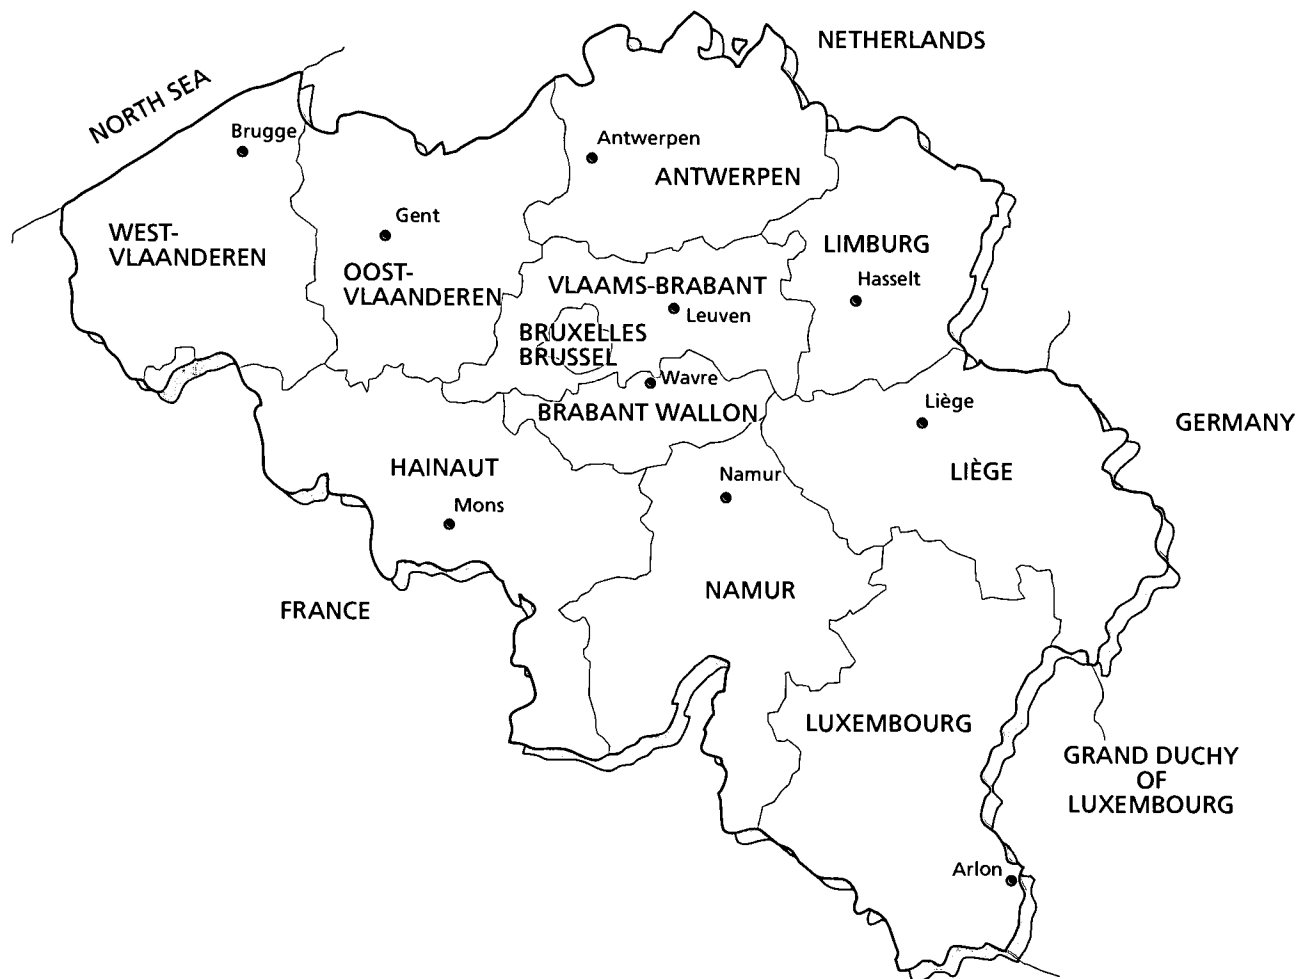 NETHERLANDS
NORTH SEA
Brugge
Antwerpen
ANTWERPEN
Gent
WEST-
VLAANDEREN
LIMBURG
OOST-
VLAANDEREN
VLAAMS-BRABANT
Hasselt
Leuven
BRUXELLES
BRUSSEL
Wavre
BRABANT WALLON
Liège
GERMANY
HAINAUT
LIÈGE
Namur
Mons
NAMUR
FRANCE
LUXEMBOURG
GRAND DUCHY
OF
LUXEMBOURG
Arlon